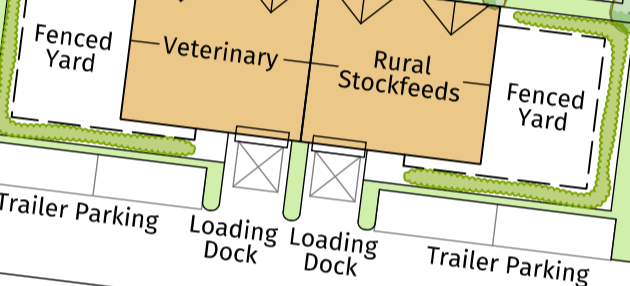 Fenced
Yard
Veterinary
Rural
Stockfeeds
Fenced
Yard
Trailer Parking
Loading
Dock
Loading
Dock
Trailer Parking